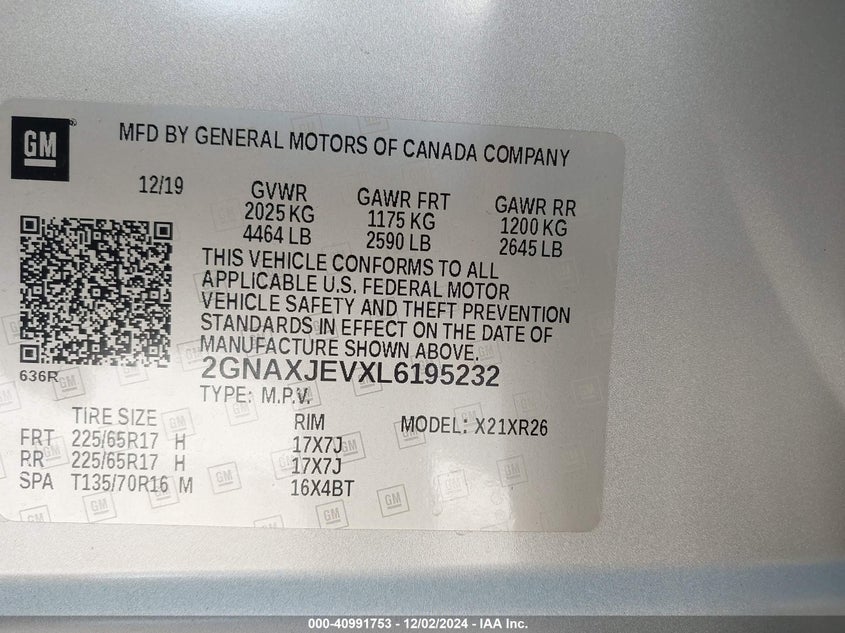 GM
MFD BY GENERAL MOTORS OF CANADA COMPANY
12/19 GVWR GAWR FRT GAWR RR
2025 KG 1175 KG 1200 KG
4464 LB 2590 LB 2645 LB
THIS VEHICLE CONFORMS TO ALL
APPLICABLE U.S. FEDERAL MOTOR
VEHICLE SAFETY AND THEFT PREVENTION
STANDARDS IN EFFECT ON THE DATE OF
MANUFACTURE SHOWN ABOVE.
636R
2GNAXJEVXL6195232
TYPE: M.P.V.
TIRE SIZE RIM MODEL: X21XR26
FRT 225/65R17 H 17X7J
RR 225/65R17 H 17X7J
SPA T135/70R16 M 16X4BT
000-40991753 - 12/02/2024 - IAA Inc.